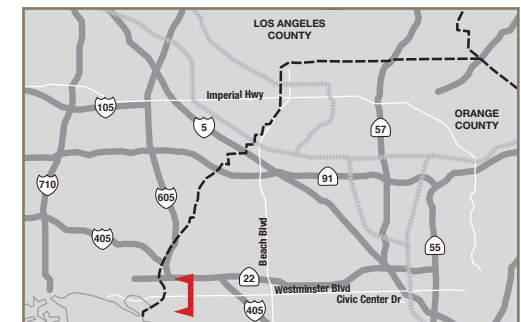 LOS ANGELES
COUNTY
Imperial Hwy
105
5
57
ORANGE
COUNTY
91
710
605
405
Beach Blvd
55
22
Westminster Blvd
Civic Center Dr
405